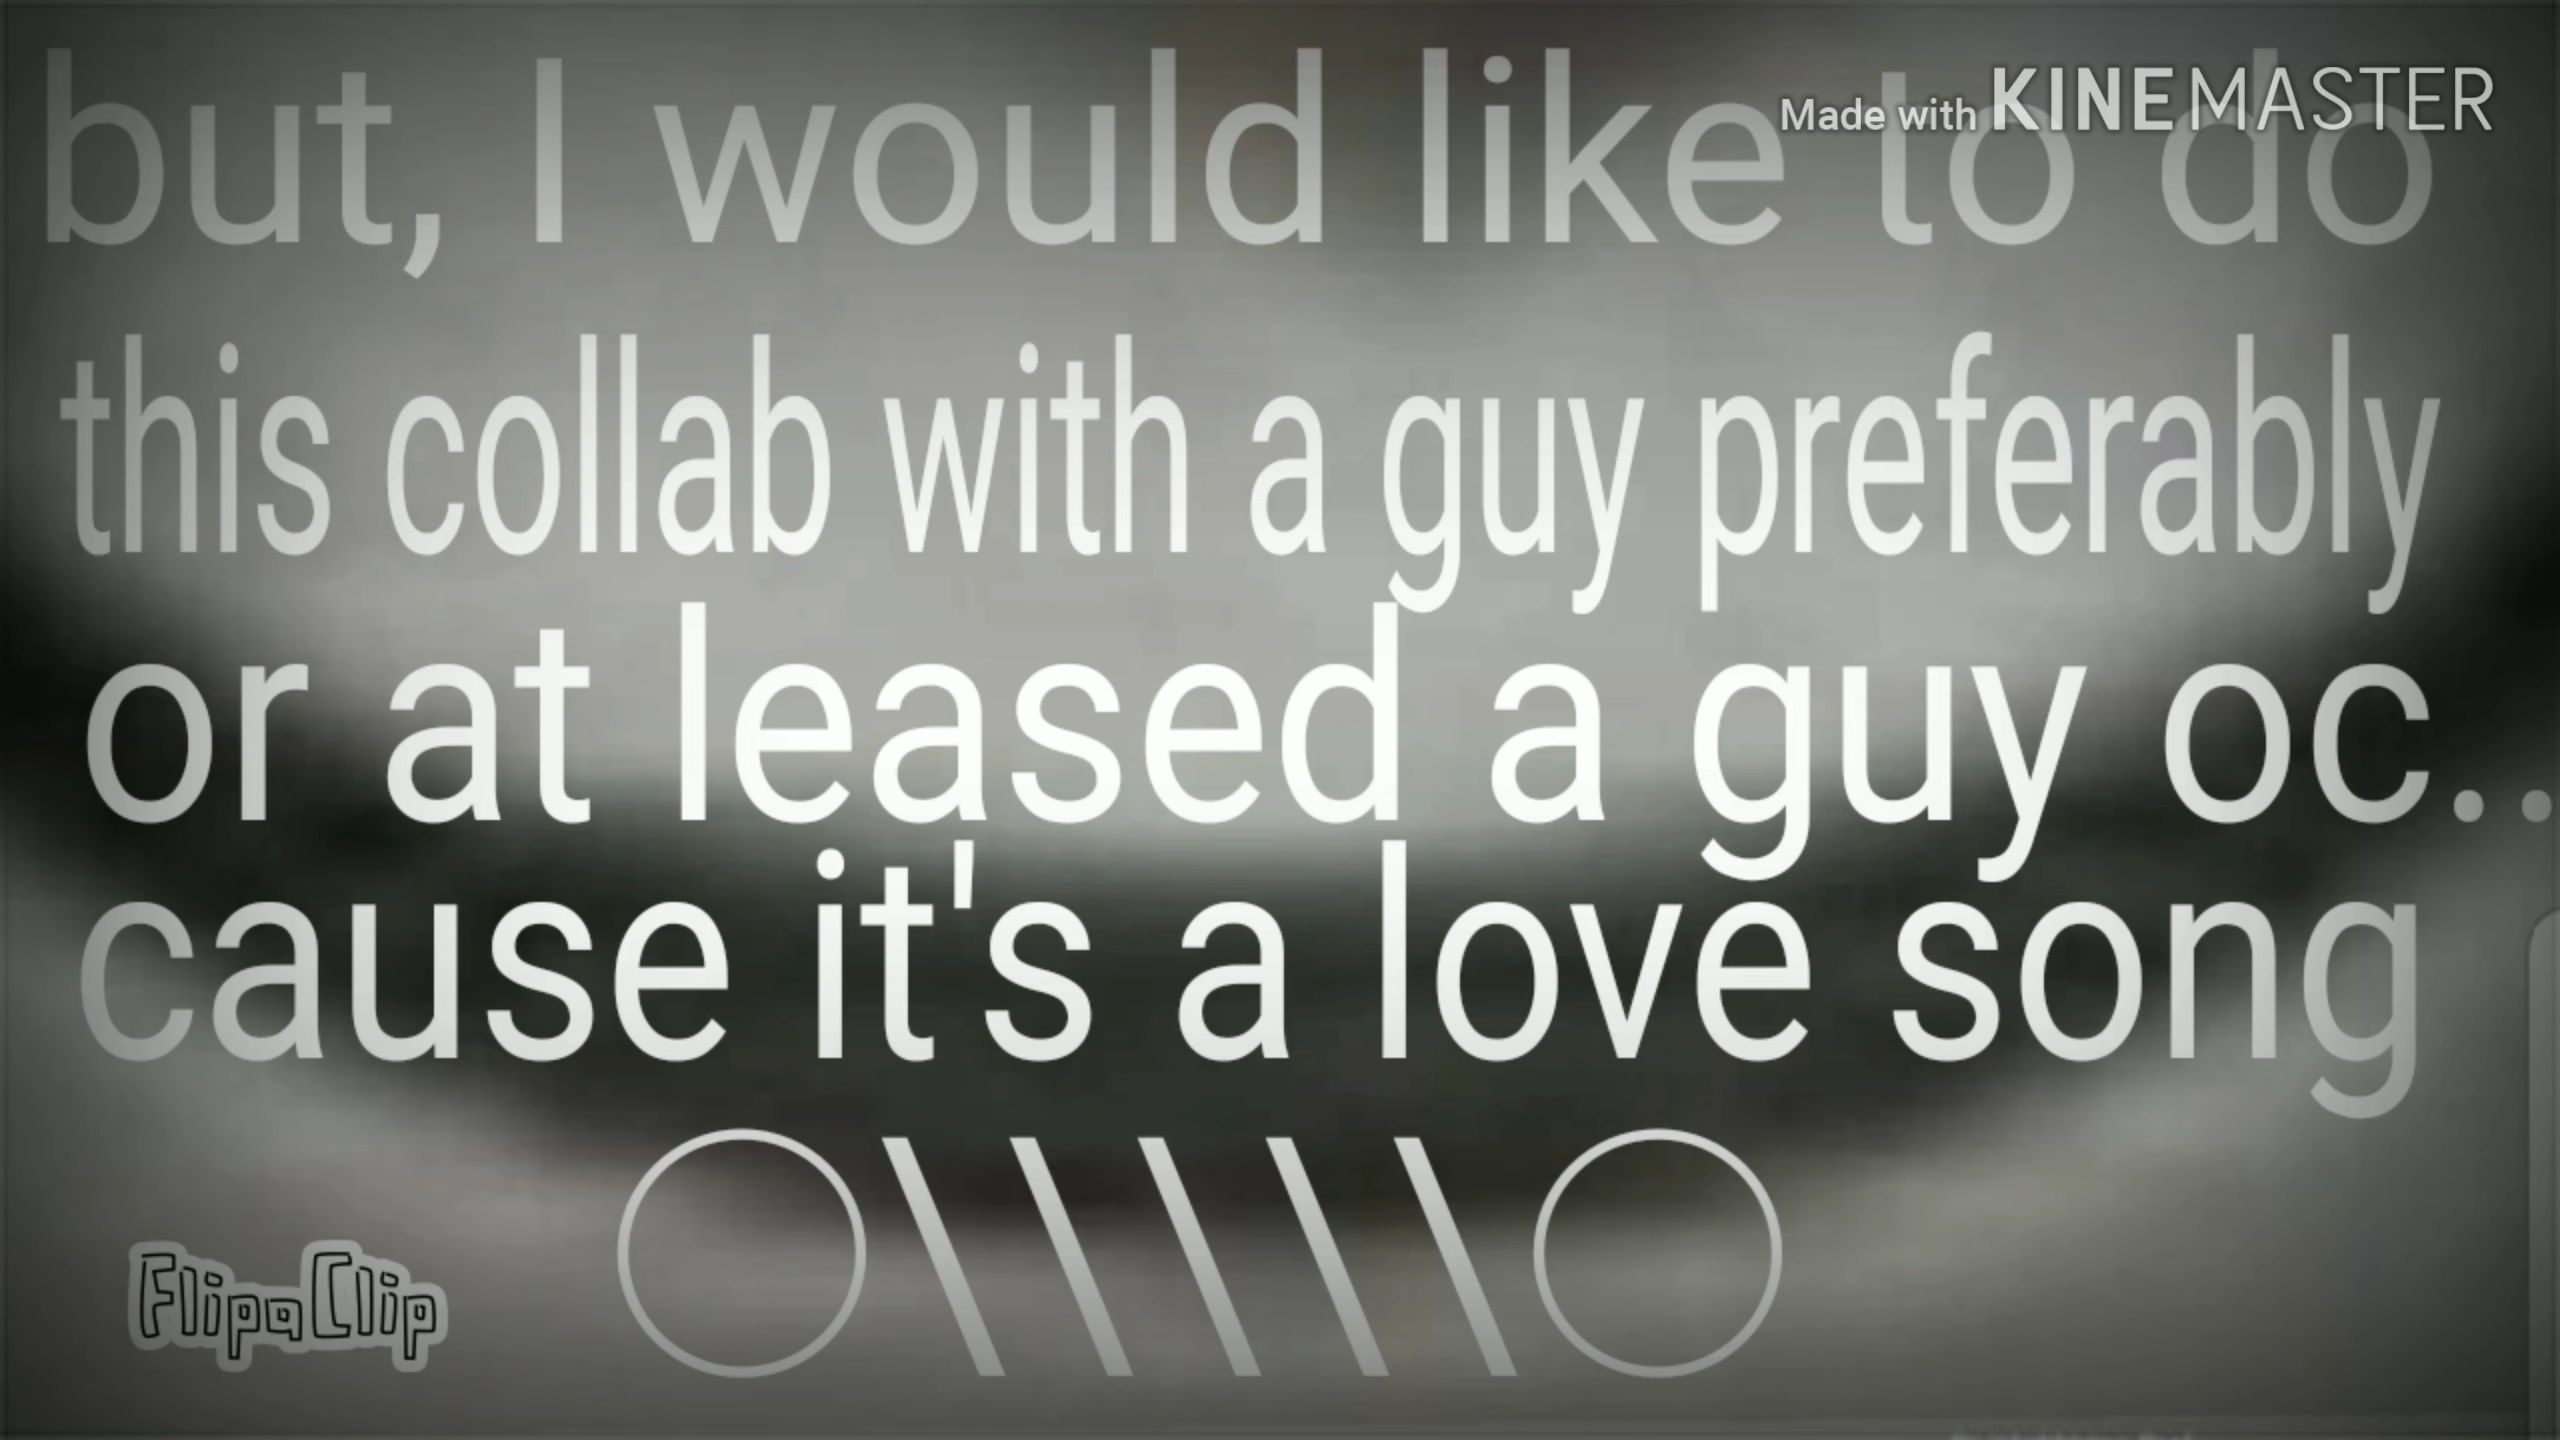 Made with KINEMASTER
but, I would like to do
this collab with a guy preferably
or at leased a guy oc..
cause it's a love song
○\\\\\○
FlipaClip